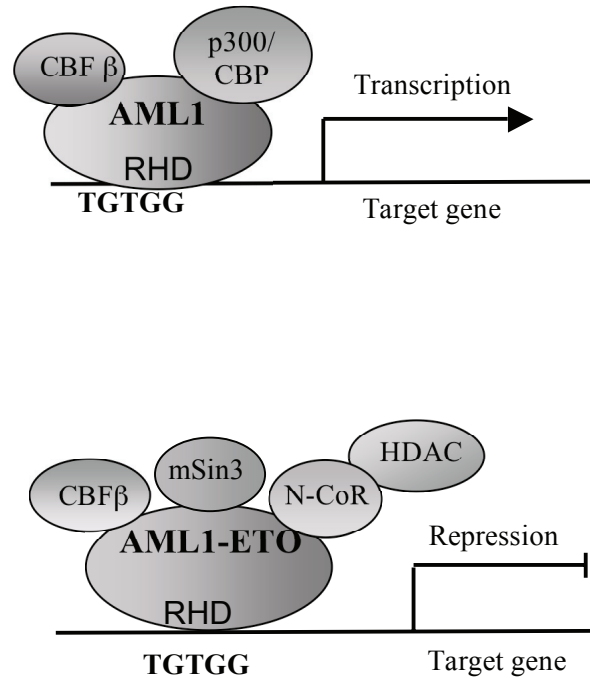 CBF β
p300/
CBP
Transcription
AML1
RHD
TGTGG
Target gene
HDAC
mSin3
CBFβ
N-CoR
AML1-ETO
Repression
RHD
TGTGG
Target gene